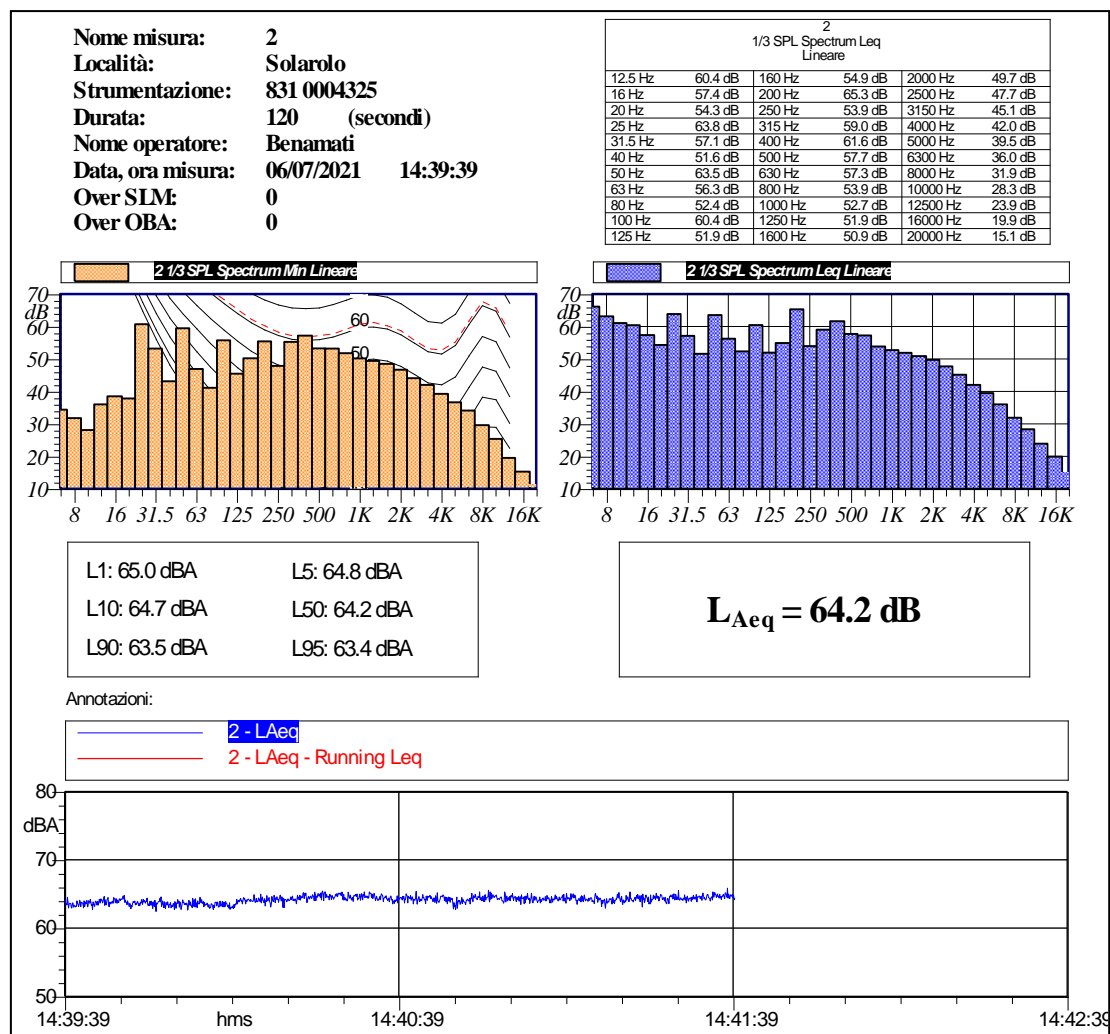 Nome misura: 2
Località: Solarolo
Strumentazione: 831 0004325
Durata: 120 (secondi)
Nome operatore: Benamati
Data, ora misura: 06/07/2021 14:39:39
Over SLM: 0
Over OBA: 0
2
1/3 SPL Spectrum Leq
Lineare
12.5 Hz 60.4 dB 160 Hz 54.9 dB 2000 Hz 49.7 dB
16 Hz 57.4 dB 200 Hz 65.3 dB 2500 Hz 47.7 dB
20 Hz 54.3 dB 250 Hz 53.9 dB 3150 Hz 45.1 dB
25 Hz 63.8 dB 315 Hz 59.0 dB 4000 Hz 42.0 dB
31.5 Hz 57.1 dB 400 Hz 61.6 dB 5000 Hz 39.5 dB
40 Hz 51.6 dB 500 Hz 57.7 dB 6300 Hz 36.0 dB
50 Hz 63.5 dB 630 Hz 57.3 dB 8000 Hz 31.9 dB
63 Hz 56.3 dB 800 Hz 53.9 dB 10000 Hz 28.3 dB
80 Hz 52.4 dB 1000 Hz 52.7 dB 12500 Hz 23.9 dB
100 Hz 60.4 dB 1250 Hz 51.9 dB 16000 Hz 19.9 dB
125 Hz 51.9 dB 1600 Hz 50.9 dB 20000 Hz 15.1 dB
2 1/3 SPL Spectrum Min Lineare
70
dB
60
50
40
30
20
10
60
50
8 16 31.5 63 125 250 500 1K 2K 4K 8K 16K
2 1/3 SPL Spectrum Leq Lineare
70
dB
60
50
40
30
20
10
8 16 31.5 63 125 250 500 1K 2K 4K 8K 16K
L1: 65.0 dBA L5: 64.8 dBA
L10: 64.7 dBA L50: 64.2 dBA
L90: 63.5 dBA L95: 63.4 dBA
LAeq = 64.2 dB
Annotazioni:
2 - LAeq
2 - LAeq - Running Leq
80
dBA
70
60
50
14:39:39 hms 14:40:39 14:41:39 14:42:39